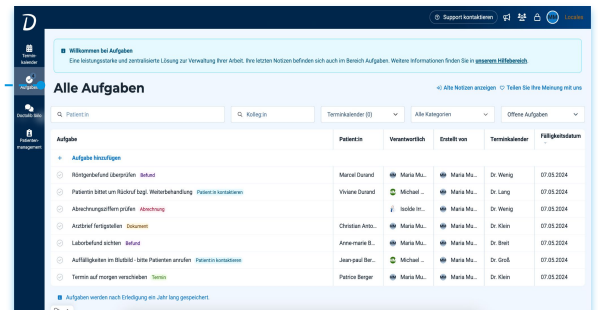 D
Support kontaktieren
Locales
Termin-
kalender
Aufgaben
Patienten-
management
Willkommen bei Aufgaben
Eine leistungsstarke und zentralisierte Lösung zur Verwaltung Ihrer Arbeit. Ihre letzten Notizen befinden sich auch im Bereich Aufgaben. Weitere Informationen finden Sie in unserem Hilfebereich.
Alle Aufgaben
Alte Notizen anzeigen Teilen Sie Ihre Meinung mit uns
Patient:in Kolleg:in Terminkalender (0) Alle Kategorien Offene Aufgaben
Aufgabe Patient:in Verantwortlich Erstellt von Terminkalender Fälligkeitsdatum
+ Aufgabe hinzufügen
Röntgenbefund überprüfen Befund Marcel Durand Maria Mu... Maria Mu... Dr. Wenig 07.05.2024
Patientin bittet um Rückruf bzgl. Weiterbehandlung Patient:in kontaktieren Viviane Durand Michael ... Maria Mu... Dr. Lang 07.05.2024
Abrechnungsziffern prüfen Abrechnung Isolde Irr... Maria Mu... Dr. Wenig 07.05.2024
Arztbrief fertigstellen Dokument Christian Anto... Maria Mu... Maria Mu... Dr. Klein 07.05.2024
Laborbefund sichten Befund Anne-marie B... Maria Mu... Maria Mu... Dr. Breit 07.05.2024
Auffälligkeiten im Blutbild - bitte Patienten anrufen Patient:in kontaktieren Jean-paul Ber... Michael ... Maria Mu... Dr. Groß 07.05.2024
Termin auf morgen verschieben Termin Patrice Berger Maria Mu... Maria Mu... Dr. Klein 07.05.2024
Aufgaben werden nach Erledigung ein Jahr lang gespeichert.